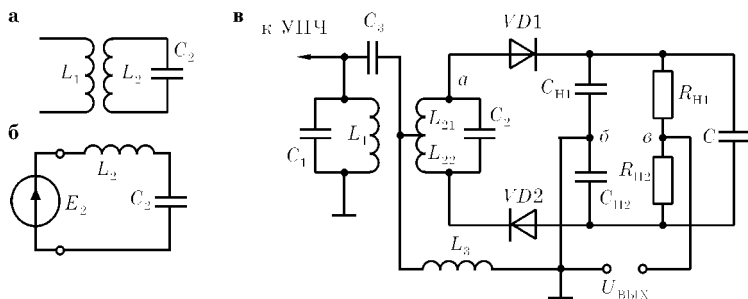 а
L₁
L₂
C₂
б
E₂
L₂
C₂
в
к УПЧ
C₃
C₁
L₁
а
L₂₁
L₂₂
C₂
VD1
VD2
L₃
Cн1
б
Cн2
Rн1
в
Rн2
C
Uвых